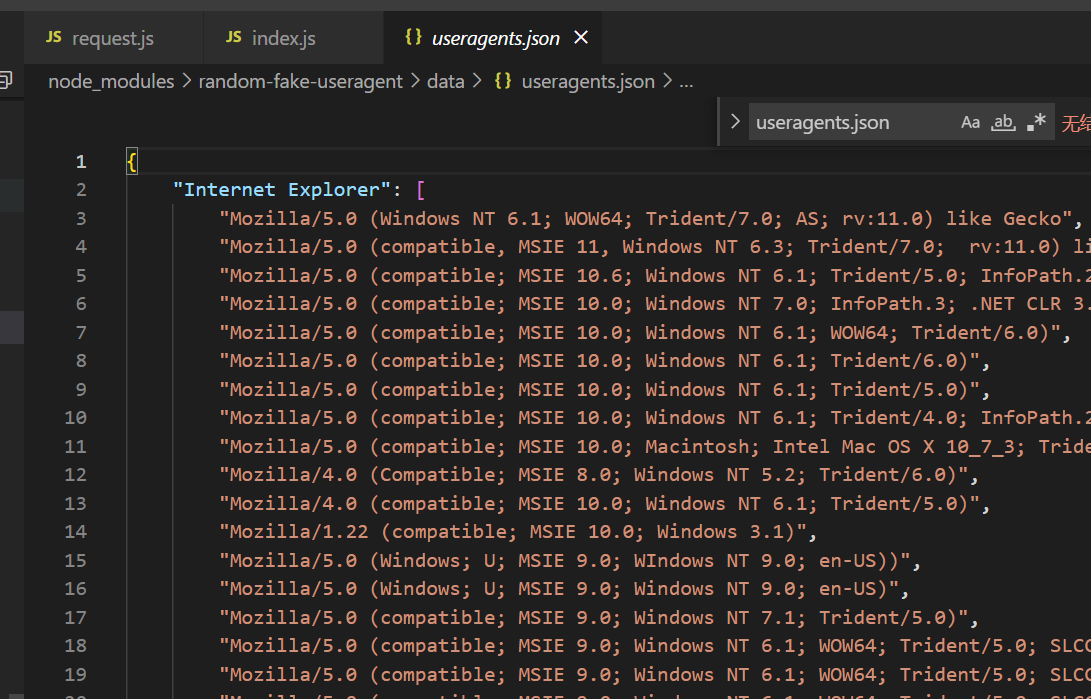 JS request.js JS index.js {} useragents.json ×
node_modules > random-fake-useragent > data > {} useragents.json > ...
> useragents.json Aa ab .*
1 {
2 "Internet Explorer": [
3 "Mozilla/5.0 (Windows NT 6.1; WOW64; Trident/7.0; AS; rv:11.0) like Gecko",
4 "Mozilla/5.0 (compatible, MSIE 11, Windows NT 6.3; Trident/7.0;  rv:11.0) li
5 "Mozilla/5.0 (compatible; MSIE 10.6; Windows NT 6.1; Trident/5.0; InfoPath.2
6 "Mozilla/5.0 (compatible; MSIE 10.0; Windows NT 7.0; InfoPath.3; .NET CLR 3.
7 "Mozilla/5.0 (compatible; MSIE 10.0; Windows NT 6.1; WOW64; Trident/6.0)",
8 "Mozilla/5.0 (compatible; MSIE 10.0; Windows NT 6.1; Trident/6.0)",
9 "Mozilla/5.0 (compatible; MSIE 10.0; Windows NT 6.1; Trident/5.0)",
10 "Mozilla/5.0 (compatible; MSIE 10.0; Windows NT 6.1; Trident/4.0; InfoPath.2
11 "Mozilla/5.0 (compatible; MSIE 10.0; Macintosh; Intel Mac OS X 10_7_3; Tride
12 "Mozilla/4.0 (Compatible; MSIE 8.0; Windows NT 5.2; Trident/6.0)",
13 "Mozilla/4.0 (compatible; MSIE 10.0; Windows NT 6.1; Trident/5.0)",
14 "Mozilla/1.22 (compatible; MSIE 10.0; Windows 3.1)",
15 "Mozilla/5.0 (Windows; U; MSIE 9.0; WIndows NT 9.0; en-US))",
16 "Mozilla/5.0 (Windows; U; MSIE 9.0; Windows NT 9.0; en-US)",
17 "Mozilla/5.0 (compatible; MSIE 9.0; Windows NT 7.1; Trident/5.0)",
18 "Mozilla/5.0 (compatible; MSIE 9.0; Windows NT 6.1; WOW64; Trident/5.0; SLCC
19 "Mozilla/5.0 (compatible; MSIE 9.0; Windows NT 6.1; WOW64; Trident/5.0; SLCC